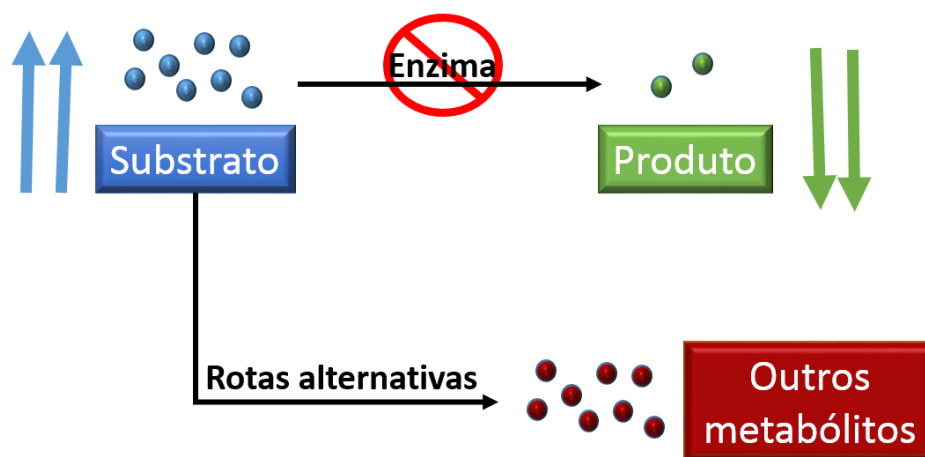 Enzima
Substrato
Produto
Rotas alternativas
Outros
metabólitos